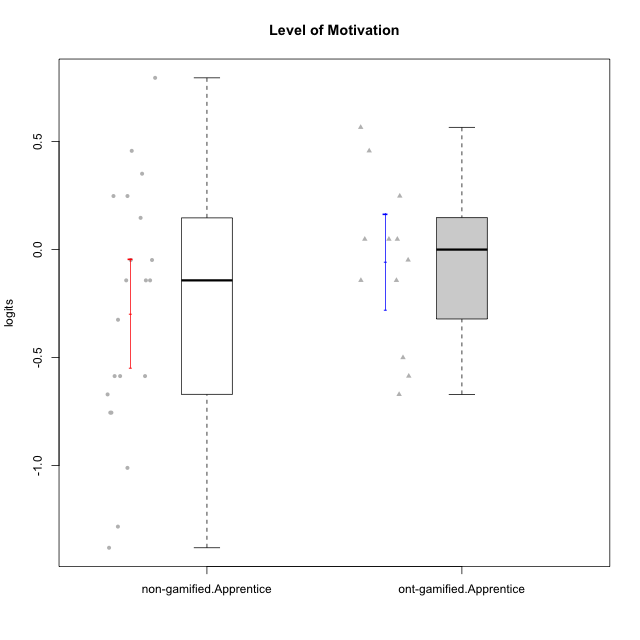 Level of Motivation
logits
0.5
0.0
-0.5
-1.0
non-gamified.Apprentice
ont-gamified.Apprentice